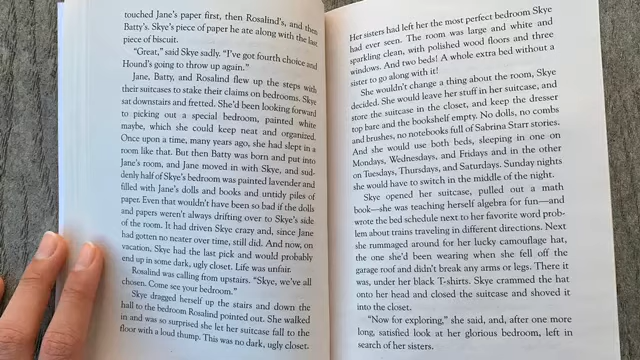 touched Jane's paper first, then Rosalind's, and then
Batty's. Skye's piece of paper he ate along with the last
piece of biscuit.
"Great," said Skye sadly. "I've got fourth choice and
Hound's going to throw up again."
Jane, Batty, and Rosalind flew up the steps with
their suitcases to stake their claims on bedrooms. Skye
sat downstairs and fretted. She'd been looking forward
to picking out a special bedroom, painted white
maybe, which she could keep neat and organized.
Once upon a time, many years ago, she had slept in a
room like that. But then Batty was born and put into
Jane's room, and Jane moved in with Skye, and sud-
denly half of Skye's bedroom was painted lavender and
filled with Jane's dolls and books and untidy piles of
paper. Even that wouldn't have been so bad if the dolls
and papers weren't always drifting over to Skye's side
of the room. It had driven Skye crazy and, since Jane
had gotten no neater over time, still did. And now, on
vacation, Skye had the last pick and would probably
end up in some dark, ugly closet. Life was unfair.
Rosalind was calling from upstairs. "Skye, we've all
chosen. Come see your bedroom."
Skye dragged herself up the stairs and down the
hall to the bedroom Rosalind pointed out. She walked
in and was so surprised she let her suitcase fall to the
floor with a loud thump. This was no dark, ugly closet.
Her sisters had left her the most perfect bedroom Skye
had ever seen. The room was large and white and
sparkling clean, with polished wood floors and three
windows. And two beds! A whole extra bed without a
sister to go along with it!
She wouldn't change a thing about the room, Skye
decided. She would leave her stuff in her suitcase, and
store the suitcase in the closet, and keep the dresser
top bare and the bookshelf empty. No dolls, no combs
and brushes, no notebooks full of Sabrina Starr stories.
And she would use both beds, sleeping in one on
Mondays, Wednesdays, and Fridays and in the other
on Tuesdays, Thursdays, and Saturdays. Sunday nights
she would have to switch in the middle of the night.
Skye opened her suitcase, pulled out a math
book—she was teaching herself algebra for fun—and
wrote the bed schedule next to her favorite word prob-
lem about trains traveling in different directions. Next
she rummaged around for her lucky camouflage hat,
the one she'd been wearing when she fell off the
garage roof and didn't break any arms or legs. There it
was, under her black T-shirts. Skye crammed the hat
onto her head and closed the suitcase and shoved it
into the closet.
"Now for exploring," she said, and, after one more
long, satisfied look at her glorious bedroom, left in
search of her sisters.